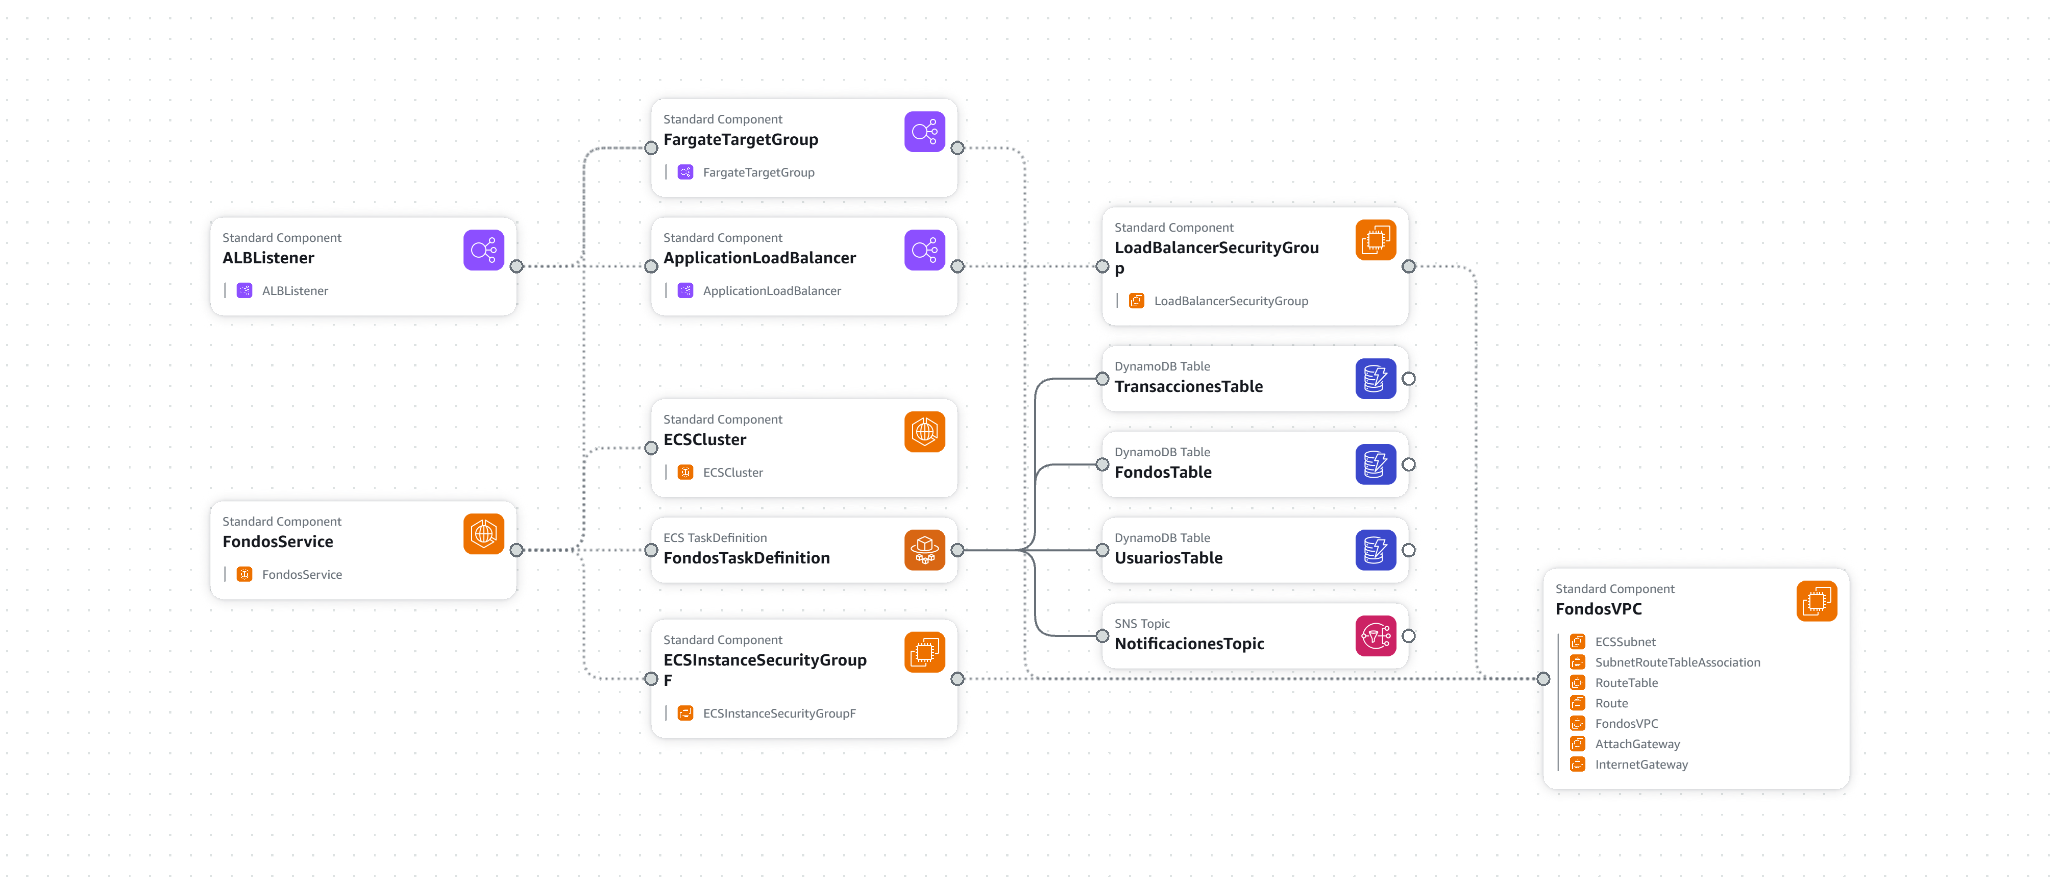 Standard Component
FargateTargetGroup
FargateTargetGroup
Standard Component
ALBListener
ALBListener
Standard Component
ApplicationLoadBalancer
ApplicationLoadBalancer
Standard Component
LoadBalancerSecurityGrou
p
LoadBalancerSecurityGroup
DynamoDB Table
TransaccionesTable
Standard Component
ECSCluster
ECSCluster
DynamoDB Table
FondosTable
Standard Component
FondosService
FondosService
ECS TaskDefinition
FondosTaskDefinition
DynamoDB Table
UsuariosTable
Standard Component
ECSInstanceSecurityGroup
F
ECSInstanceSecurityGroupF
SNS Topic
NotificacionesTopic
Standard Component
FondosVPC
ECSSubnet
SubnetRouteTableAssociation
RouteTable
Route
FondosVPC
AttachGateway
InternetGateway